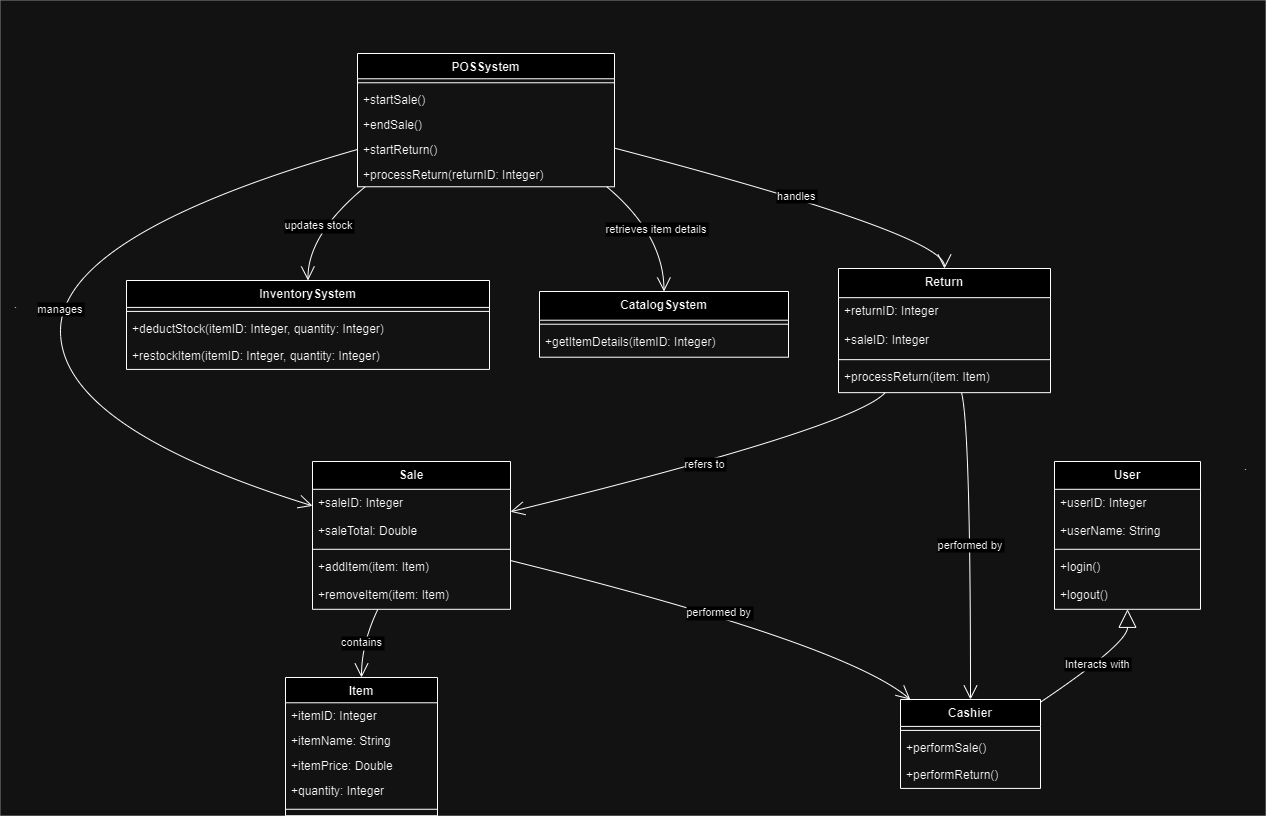 POSSystem
+startSale()
+endSale()
+startReturn()
+processReturn(returnID: Integer)
handles
updates stock
retrieves item details
manages
InventorySystem
+deductStock(itemID: Integer, quantity: Integer)
+restockItem(itemID: Integer, quantity: Integer)
CatalogSystem
+getItemDetails(itemID: Integer)
Return
+returnID: Integer
+saleID: Integer
+processReturn(item: Item)
refers to
Sale
+saleID: Integer
+saleTotal: Double
+addItem(item: Item)
+removeItem(item: Item)
User
+userID: Integer
+userName: String
+login()
+logout()
performed by
performed by
contains
Interacts with
Item
+itemID: Integer
+itemName: String
+itemPrice: Double
+quantity: Integer
Cashier
+performSale()
+performReturn()